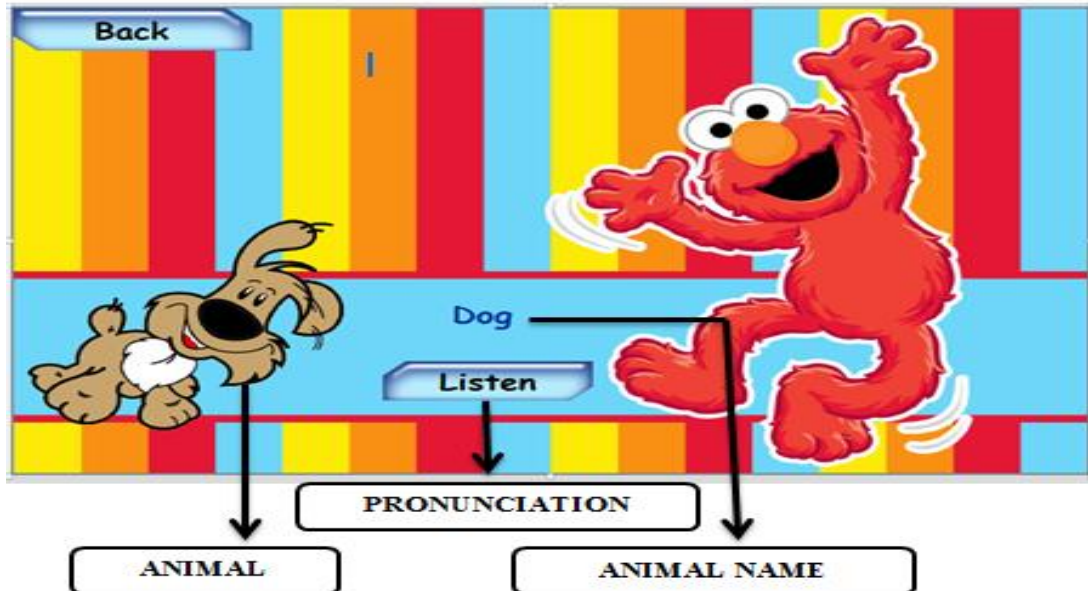 Back
Dog
Listen
PRONUNCIATION
ANIMAL
ANIMAL NAME